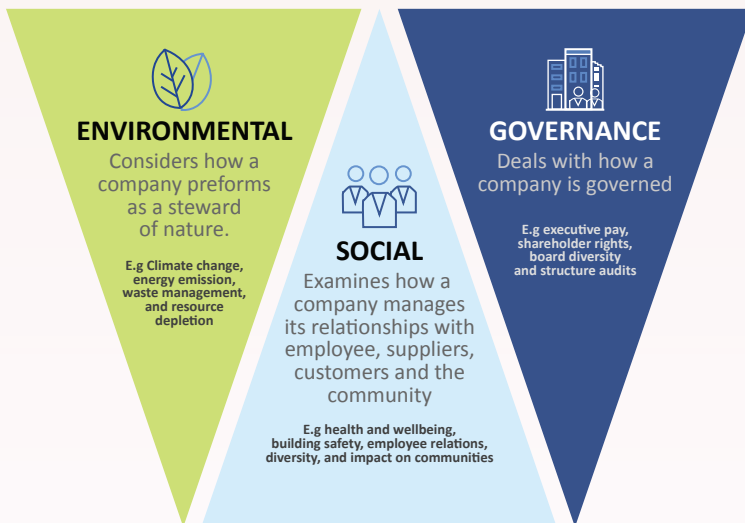 ENVIRONMENTAL
Considers how a
company preforms
as a steward
of nature.
E.g Climate change,
energy emission,
waste management,
and resource
depletion
SOCIAL
Examines how a
company manages
its relationships with
employee, suppliers,
customers and the
community
E.g health and wellbeing,
building safety, employee relations,
diversity, and impact on communities
GOVERNANCE
Deals with how a
company is governed
E.g executive pay,
shareholder rights,
board diversity
and structure audits